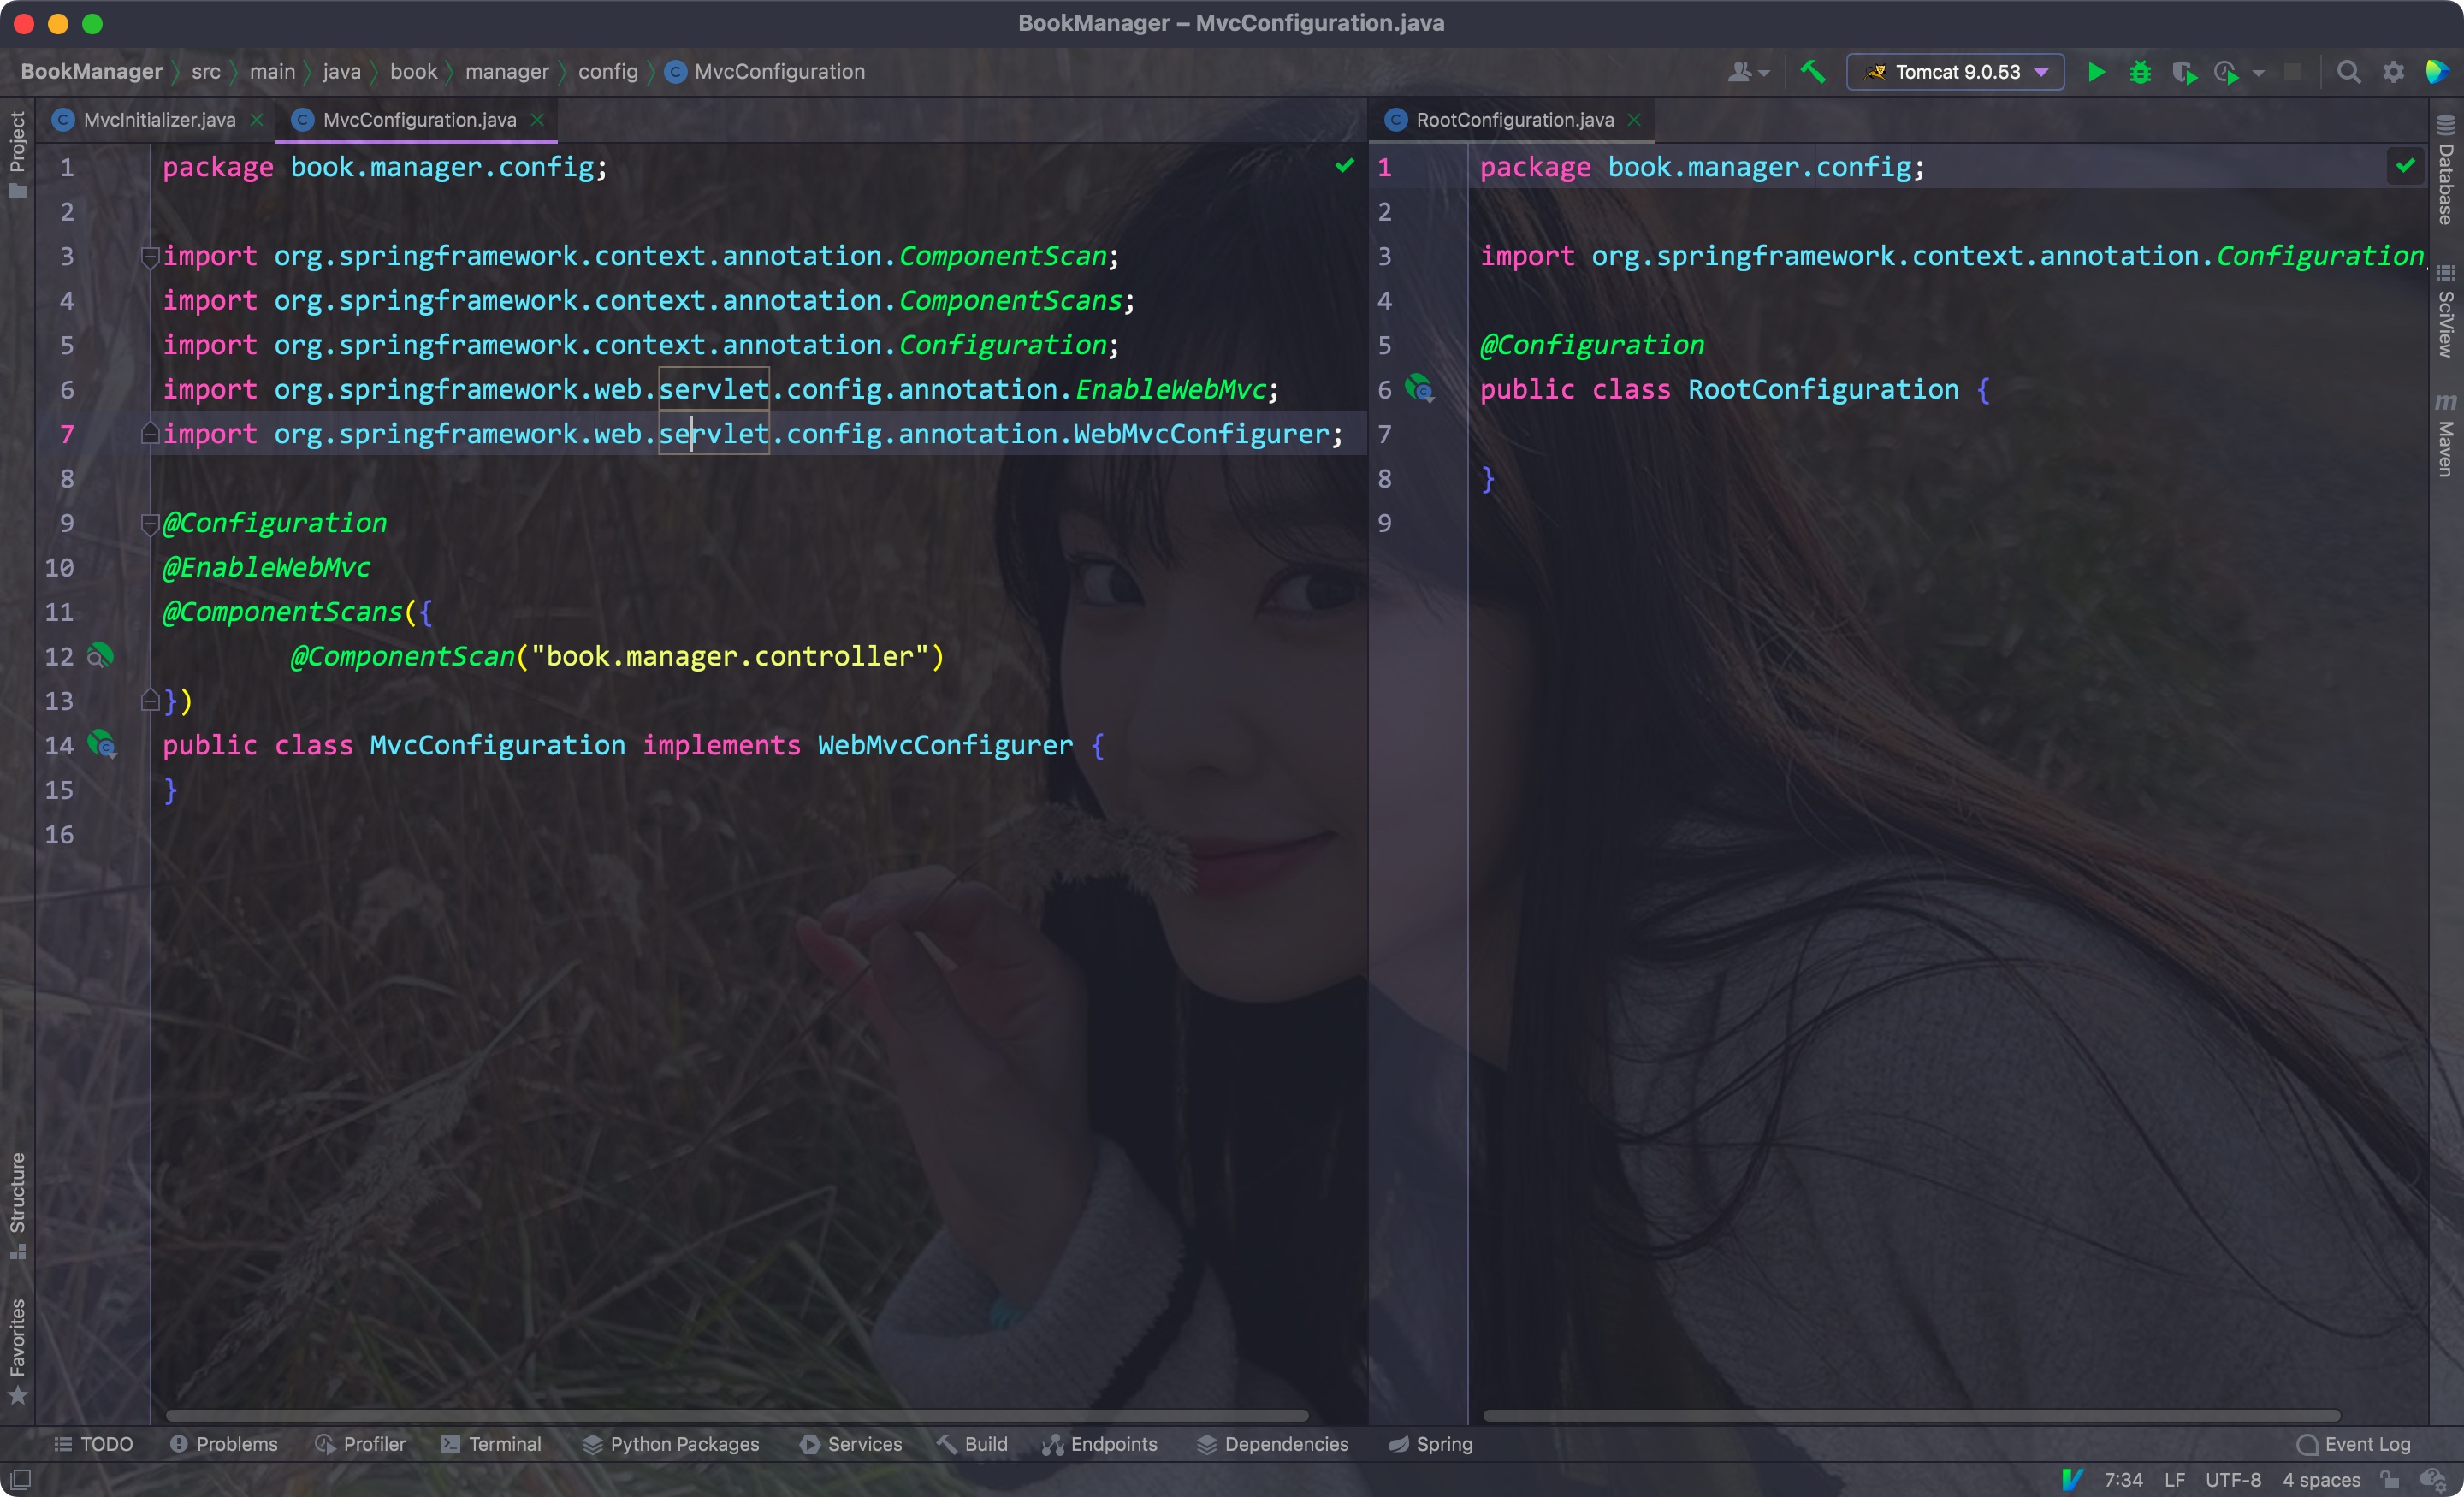 BookManager – MvcConfiguration.java
BookManager src main java book manager config MvcConfiguration
Tomcat 9.0.53
Project
MvcInitializer.java
MvcConfiguration.java
1 package book.manager.config;
2
3 import org.springframework.context.annotation.ComponentScan;
4 import org.springframework.context.annotation.ComponentScans;
5 import org.springframework.context.annotation.Configuration;
6 import org.springframework.web.servlet.config.annotation.EnableWebMvc;
7 import org.springframework.web.servlet.config.annotation.WebMvcConfigurer;
8
9 @Configuration
10 @EnableWebMvc
11 @ComponentScans({
12 @ComponentScan("book.manager.controller")
13 })
14 public class MvcConfiguration implements WebMvcConfigurer {
15 }
16
RootConfiguration.java
1 package book.manager.config;
2
3 import org.springframework.context.annotation.Configuration
4
5 @Configuration
6 public class RootConfiguration {
7
8 }
9
Database
SciView
m Maven
Structure
Favorites
TODO Problems Profiler Terminal Python Packages Services Build Endpoints Dependencies Spring Event Log
7:34 LF UTF-8 4 spaces